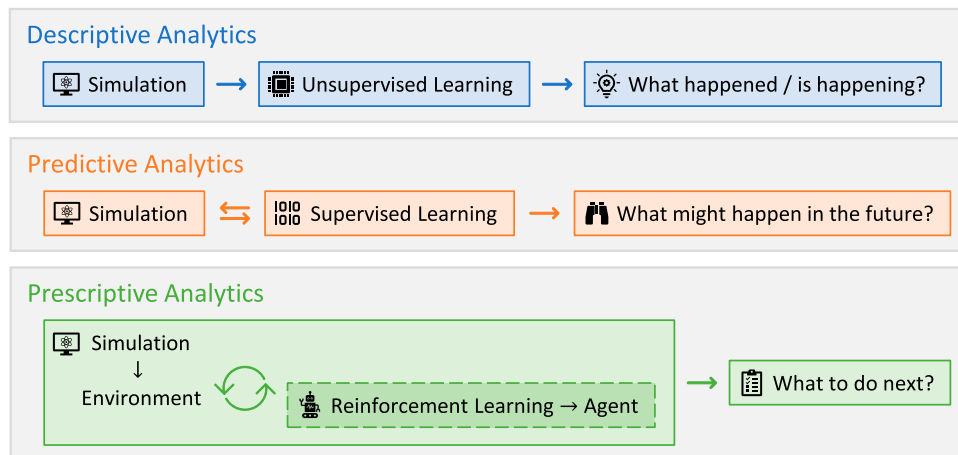 Descriptive Analytics
Simulation → Unsupervised Learning → What happened / is happening?
Predictive Analytics
Simulation ⇆ Supervised Learning → What might happen in the future?
Prescriptive Analytics
Simulation
↓
Environment
Reinforcement Learning → Agent
What to do next?